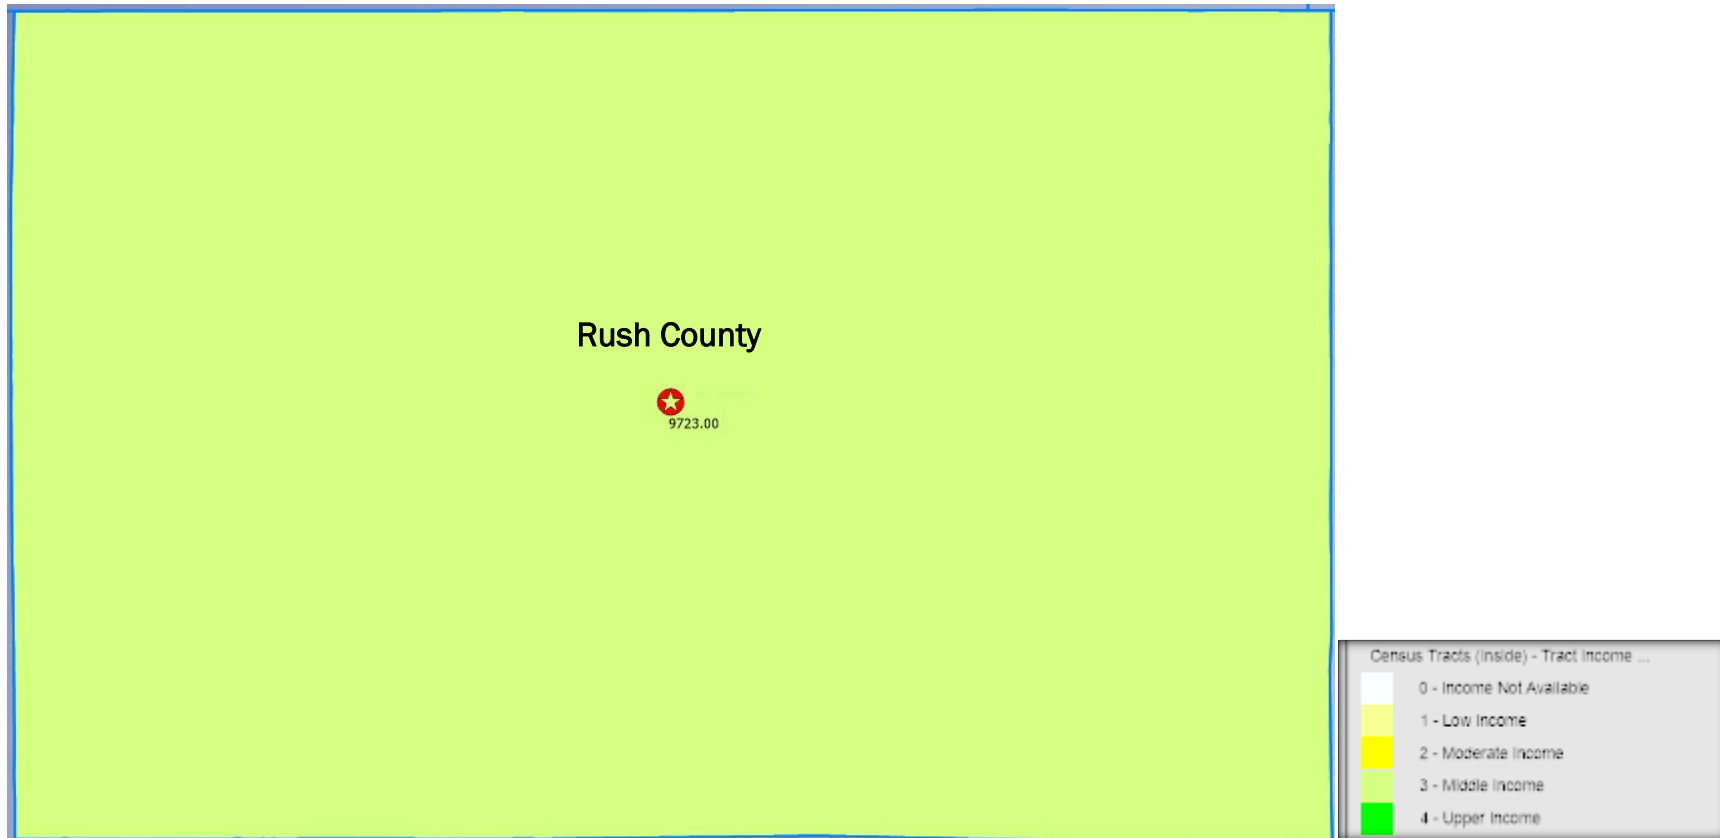 Rush County
9723.00
Census Tracts (Inside) - Tract Income ...
0 - Income Not Available
1 - Low Income
2 - Moderate Income
3 - Middle Income
4 - Upper Income